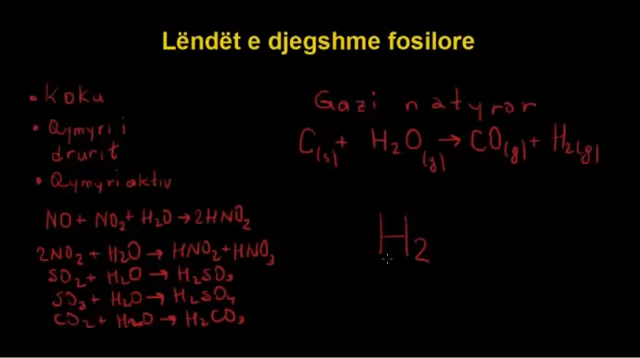 Lëndët e djegshme fosilore
• Koku
• Qymyri i
drurit
• Qymyri aktiv
NO + NO₂ + H₂O → 2HNO₂
2NO₂ + H₂O → HNO₂ + HNO₃
SO₂ + H₂O → H₂SO₃
SO₃ + H₂O → H₂SO₄
CO₂ + H₂O → H₂CO₃
Gazi natyror
C(s) + H₂O(g) → CO(g) + H₂(g)
H₂